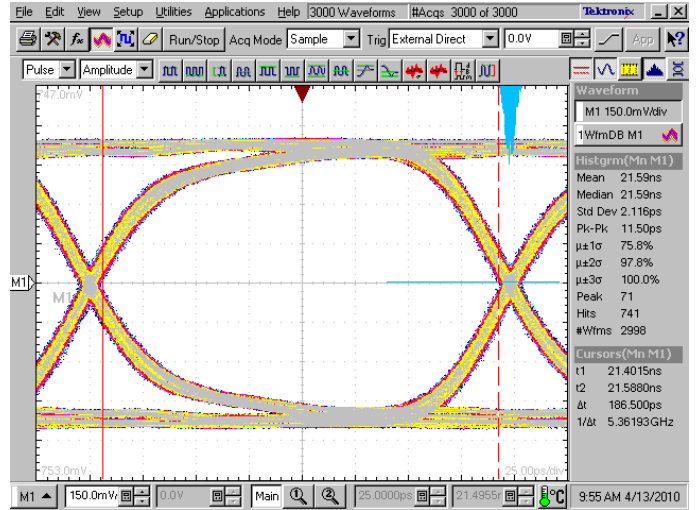 File Edit View Setup Utilities Applications Help 3000 Waveforms #Acqs 3000 of 3000 Tektronix
Run/Stop Acq Mode Sample Trig External Direct 0.0V App
Pulse Amplitude
747.0mV
Waveform
M1 150.0mV/div
1WfmDB M1
Histgrm(Mn M1)
Mean 21.59ns
Median 21.59ns
Std Dev 2.116ps
Pk-Pk 11.50ps
µ±1σ 75.8%
µ±2σ 97.8%
µ±3σ 100.0%
Peak 71
Hits 741
#Wfms 2998
M1
M1
Cursors(Mn M1)
t1 21.4015ns
t2 21.5880ns
Δt 186.500ps
1/Δt 5.36193GHz
-753.0mV 25.00ps/div
M1 150.0mV/ 0.0V Main 25.0000ps 21.4955r °C 9:55 AM 4/13/2010